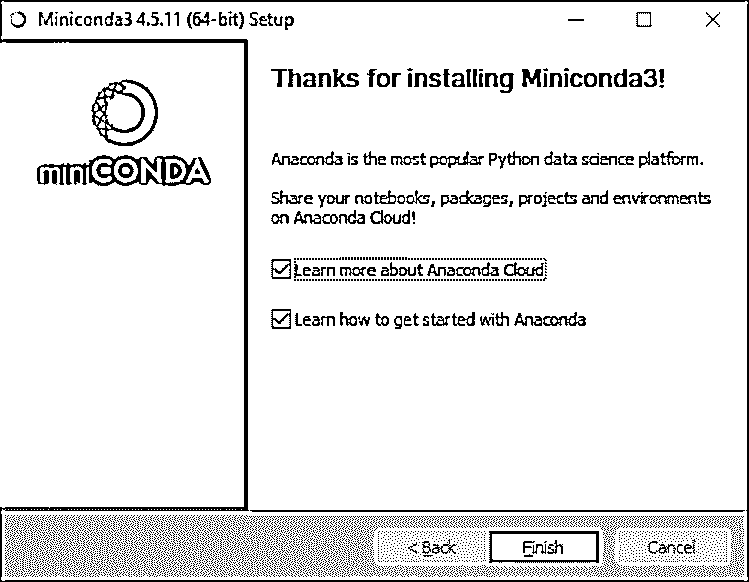 Miniconda3 4.5.11 (64-bit) Setup
miniCONDA
Thanks for installing Miniconda3!
Anaconda is the most popular Python data science platform.
Share your notebooks, packages, projects and environments
on Anaconda Cloud!
Learn more about Anaconda Cloud
Learn how to get started with Anaconda
< Back
Finish
Cancel